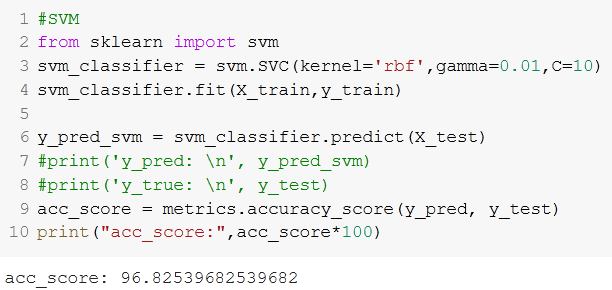 1 #SVM
2 from sklearn import svm
3 svm_classifier = svm.SVC(kernel='rbf',gamma=0.01,C=10)
4 svm_classifier.fit(X_train,y_train)
5
6 y_pred_svm = svm_classifier.predict(X_test)
7 #print('y_pred: \n', y_pred_svm)
8 #print('y_true: \n', y_test)
9 acc_score = metrics.accuracy_score(y_pred, y_test)
10 print("acc_score:",acc_score*100)
acc_score: 96.82539682539682